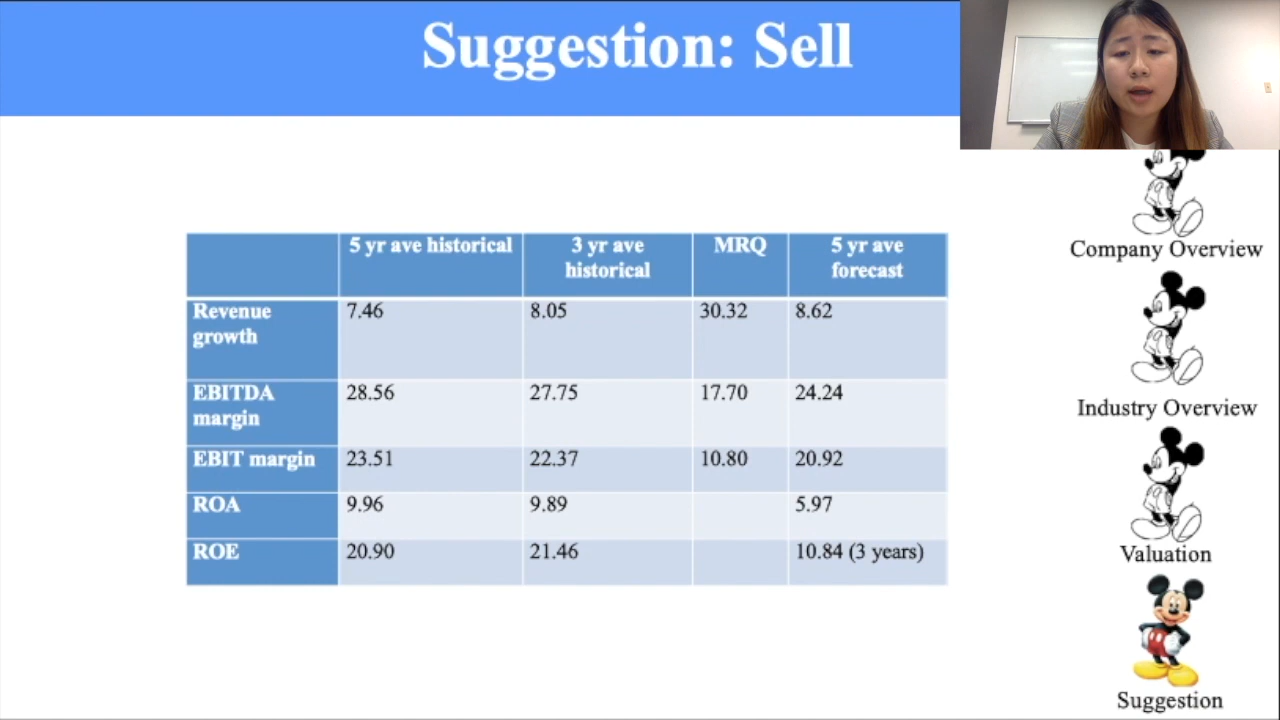 Suggestion: Sell
5 yr ave historical
3 yr ave
historical
MRQ
5 yr ave
forecast
Revenue
growth
7.46
8.05
30.32
8.62
EBITDA
margin
28.56
27.75
17.70
24.24
EBIT margin
23.51
22.37
10.80
20.92
ROA
9.96
9.89
5.97
ROE
20.90
21.46
10.84 (3 years)
Company Overview
Industry Overview
Valuation
Suggestion